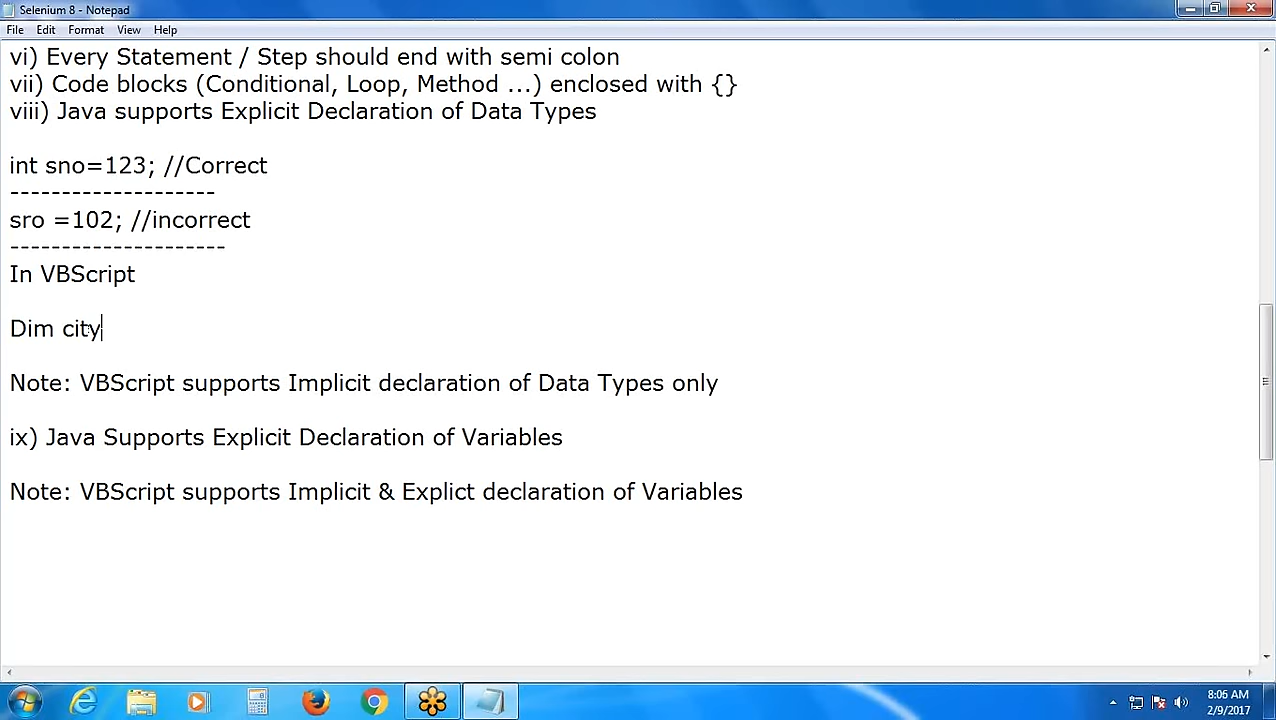 Selenium 8 - Notepad
File Edit Format View Help
vi) Every Statement / Step should end with semi colon
vii) Code blocks (Conditional, Loop, Method ...) enclosed with {}
viii) Java supports Explicit Declaration of Data Types
int sno=123; //Correct
--------------------
sro =102; //incorrect
---------------------
In VBScript
Dim city
Note: VBScript supports Implicit declaration of Data Types only
ix) Java Supports Explicit Declaration of Variables
Note: VBScript supports Implicit & Explict declaration of Variables
8:06 AM
2/9/2017